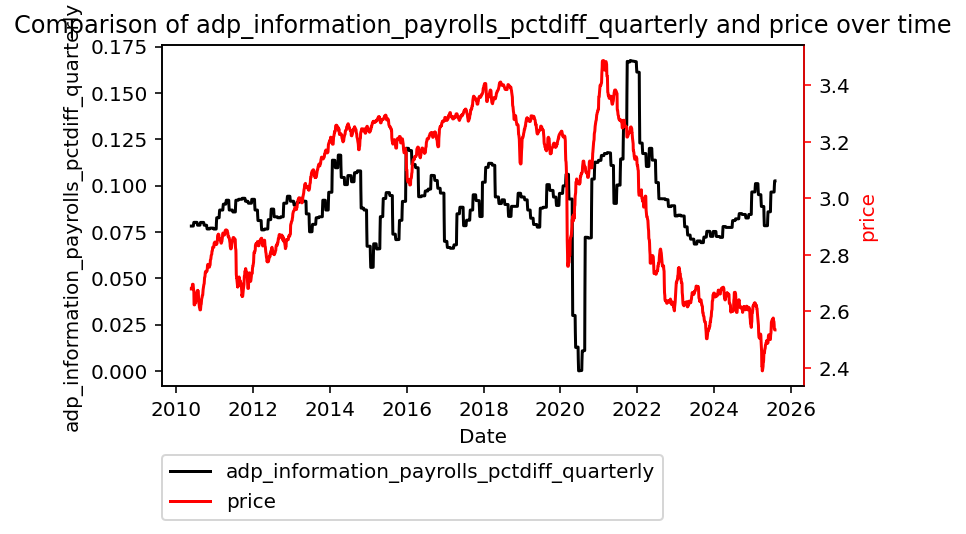 Comparison of adp_information_payrolls_pctdiff_quarterly and price over time
adp_information_payrolls_pctdiff_quarterly
0.175
0.150
0.125
0.100
0.075
0.050
0.025
0.000
3.4
3.2
3.0
2.8
2.6
2.4
price
2010 2012 2014 2016 2018 2020 2022 2024 2026
Date
adp_information_payrolls_pctdiff_quarterly
price